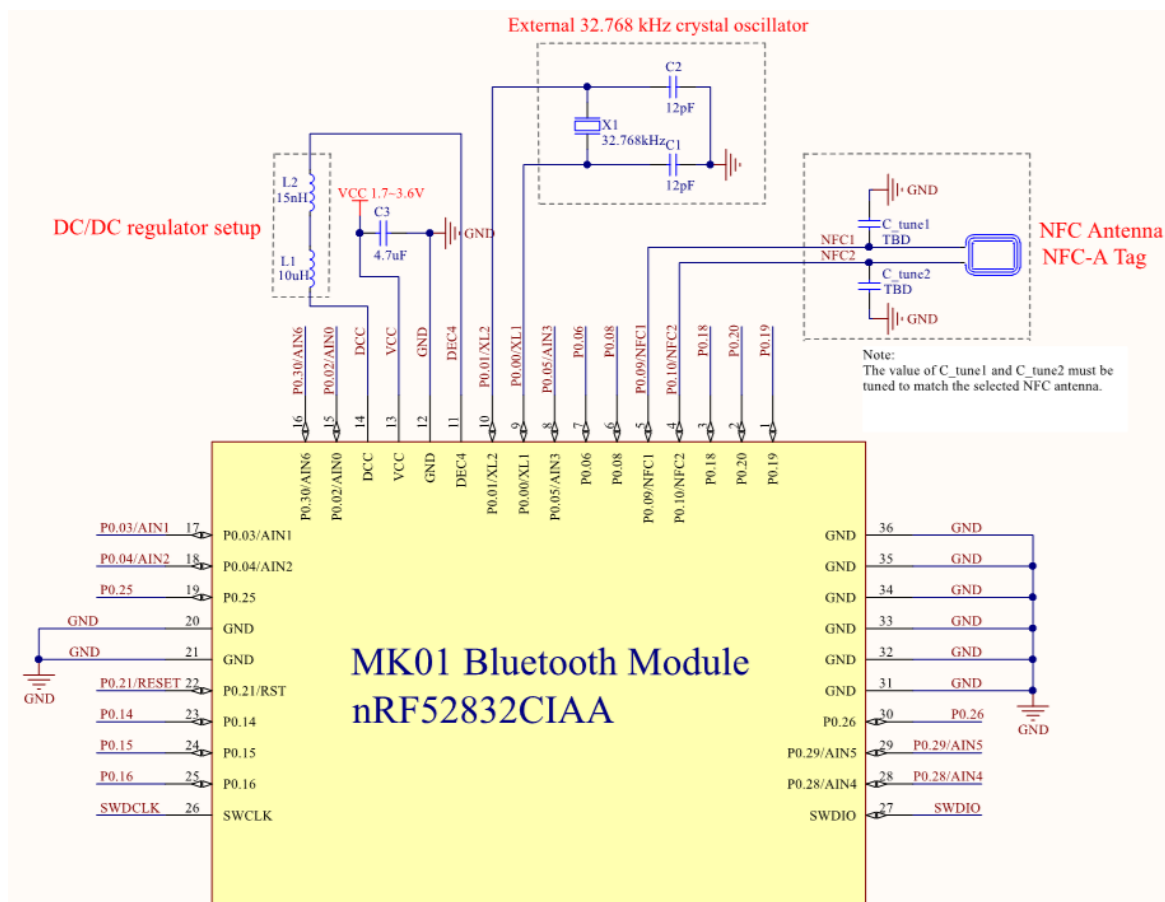 External 32.768 kHz crystal oscillator
C2
12pF
X1
32.768kHz
C1
12pF
L2
15nH
VCC 1.7~3.6V
C3
4.7uF
GND
DC/DC regulator setup
L1
10uH
GND
C_tune1
TBD
NFC1
NFC2
C_tune2
TBD
GND
NFC Antenna
NFC-A Tag
Note:
The value of C_tune1 and C_tune2 must be
tuned to match the selected NFC antenna.
P0.30/AIN6
P0.02/AIN0
DCC
VCC
GND
DEC4
P0.01/XL2
P0.00/XL1
P0.05/AIN3
P0.06
P0.08
P0.09/NFC1
P0.10/NFC2
P0.18
P0.20
P0.19
16
15
14
13
12
11
10
9
8
7
6
5
4
3
2
1
P0.30/AIN6
P0.02/AIN0
DCC
VCC
GND
DEC4
P0.01/XL2
P0.00/XL1
P0.05/AIN3
P0.06
P0.08
P0.09/NFC1
P0.10/NFC2
P0.18
P0.20
P0.19
P0.03/AIN1 17 P0.03/AIN1
P0.04/AIN2 18 P0.04/AIN2
P0.25 19 P0.25
GND 20 GND
GND 21 GND
GND
P0.21/RESET 22 P0.21/RST
P0.14 23 P0.14
P0.15 24 P0.15
P0.16 25 P0.16
SWDCLK 26 SWCLK
MK01 Bluetooth Module
nRF52832CIAA
GND 36 GND
GND 35 GND
GND 34 GND
GND 33 GND
GND 32 GND
GND 31 GND
GND
P0.26 30 P0.26
P0.29/AIN5 29 P0.29/AIN5
P0.28/AIN4 28 P0.28/AIN4
SWDIO 27 SWDIO